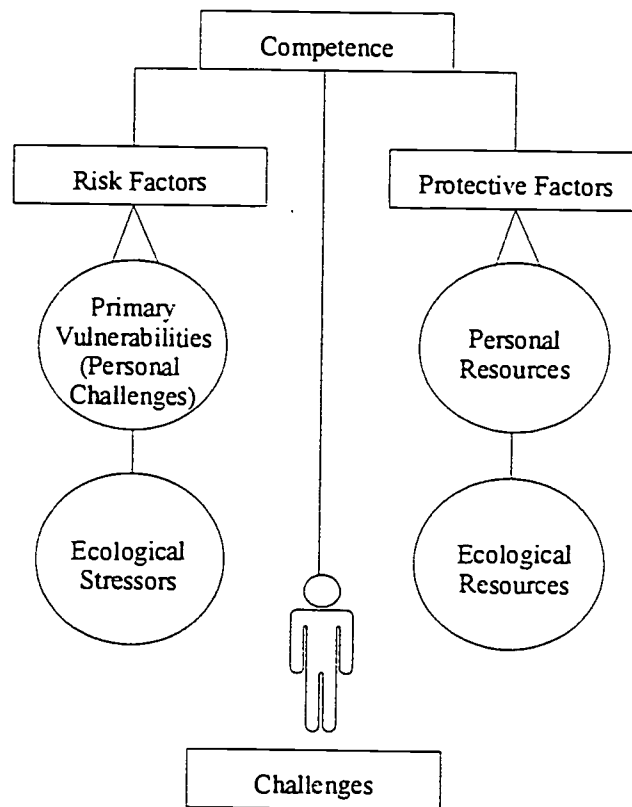 Competence
Risk Factors
Protective Factors
Primary
Vulnerabilities
(Personal
Challenges)
Personal
Resources
Ecological
Stressors
Ecological
Resources
Challenges